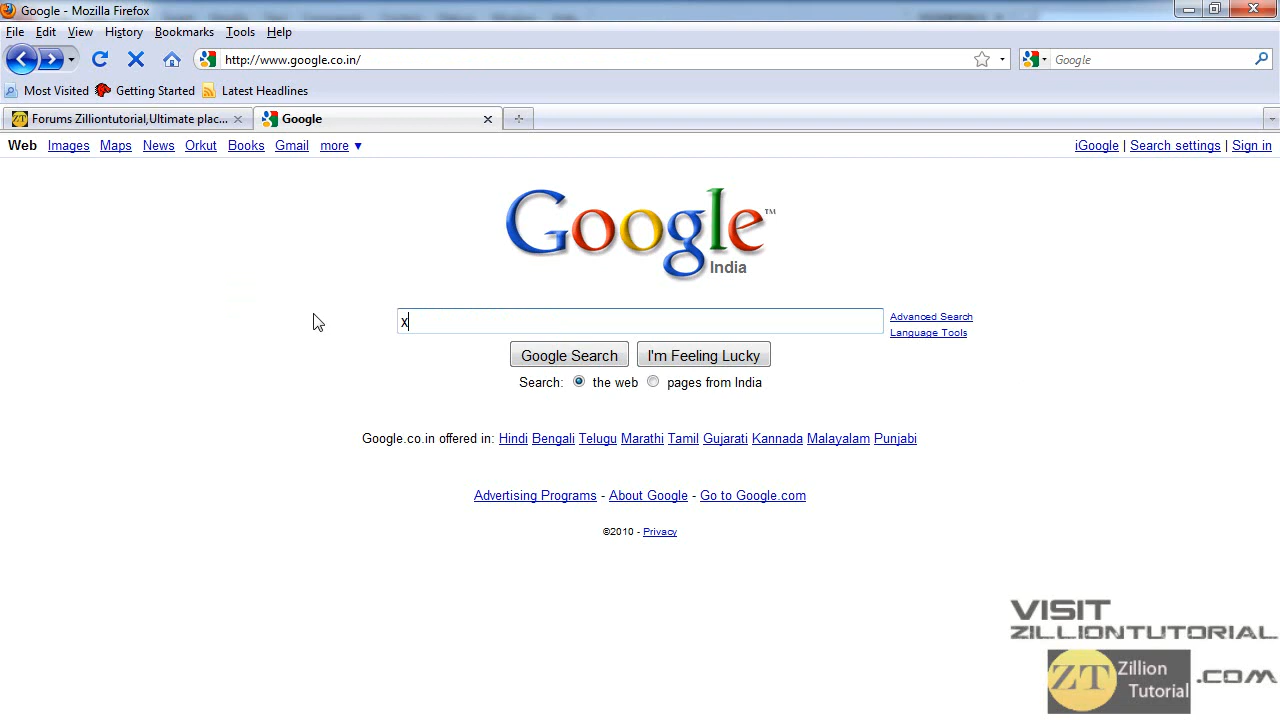 Google - Mozilla Firefox
File Edit View History Bookmarks Tools Help
http://www.google.co.in/ Google
Most Visited Getting Started Latest Headlines
Forums Zilliontutorial,Ultimate plac... Google
Web Images Maps News Orkut Books Gmail more ▼ iGoogle | Search settings | Sign in
Google™
India
x
Advanced Search
Language Tools
Google Search I'm Feeling Lucky
Search: the web pages from India
Google.co.in offered in: Hindi Bengali Telugu Marathi Tamil Gujarati Kannada Malayalam Punjabi
Advertising Programs - About Google - Go to Google.com
©2010 - Privacy
VISIT
ZILLIONTUTORIAL
ZT Zillion Tutorial .COM